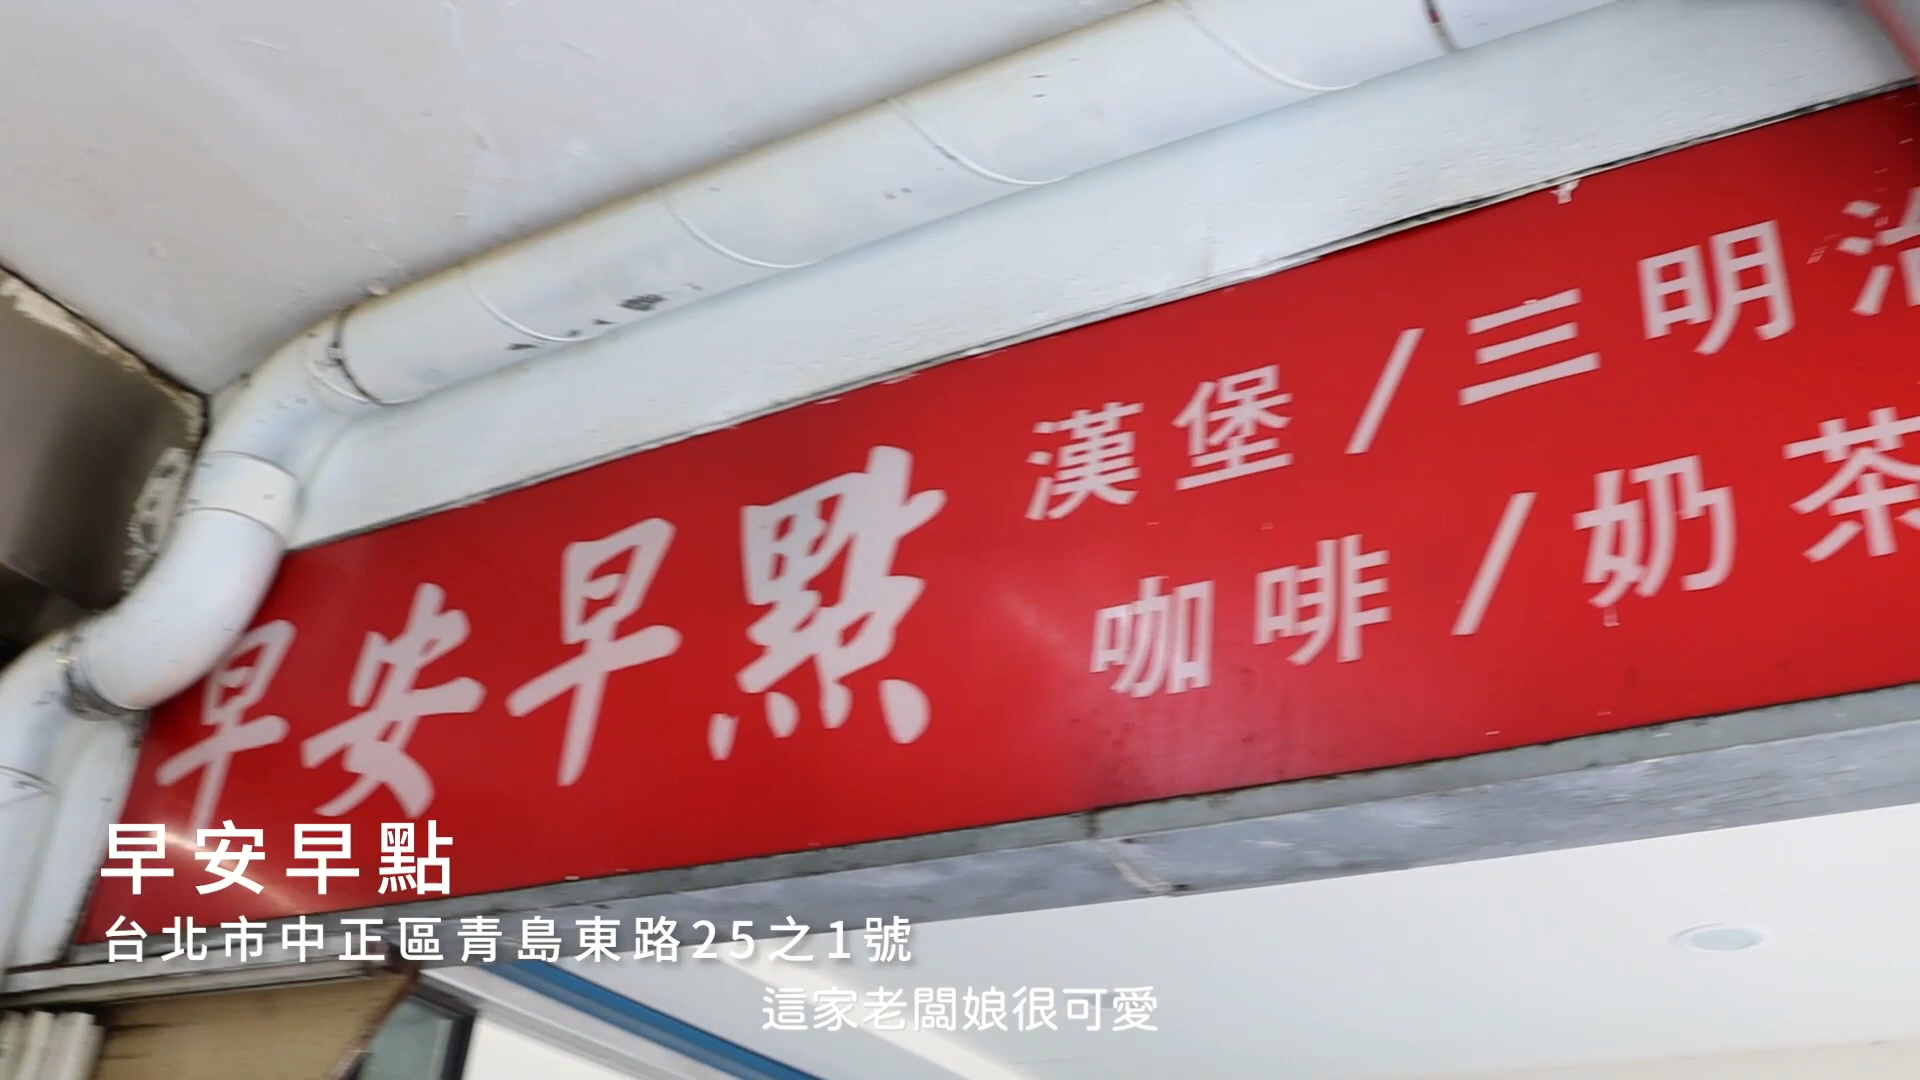 早安早點
漢堡/三明治
咖啡/奶茶
早安早點
台北市中正區青島東路25之1號
這家老闆娘很可愛